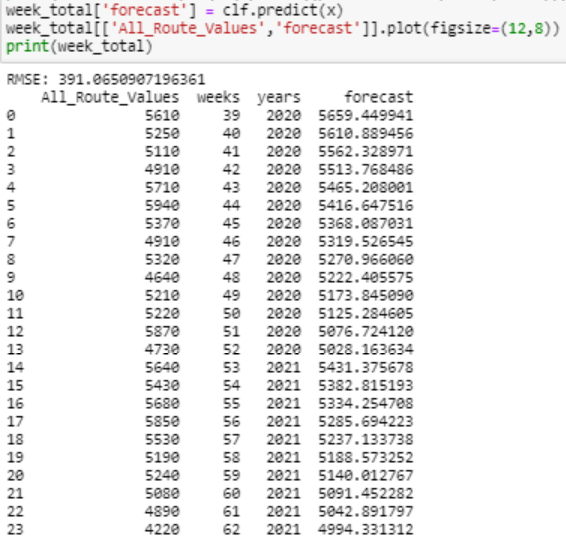 week_total['forecast'] = clf.predict(x)
week_total[['All_Route_Values','forecast']].plot(figsize=(12,8))
print(week_total)
RMSE: 391.0650907196361
All_Route_Values weeks years forecast
0 5610 39 2020 5659.449941
1 5250 40 2020 5610.889456
2 5110 41 2020 5562.328971
3 4910 42 2020 5513.768486
4 5710 43 2020 5465.208001
5 5940 44 2020 5416.647516
6 5370 45 2020 5368.087031
7 4910 46 2020 5319.526545
8 5320 47 2020 5270.966060
9 4640 48 2020 5222.405575
10 5210 49 2020 5173.845090
11 5220 50 2020 5125.284605
12 5870 51 2020 5076.724120
13 4730 52 2020 5028.163634
14 5640 53 2021 5431.375678
15 5430 54 2021 5382.815193
16 5680 55 2021 5334.254708
17 5850 56 2021 5285.694223
18 5530 57 2021 5237.133738
19 5190 58 2021 5188.573252
20 5240 59 2021 5140.012767
21 5080 60 2021 5091.452282
22 4890 61 2021 5042.891797
23 4220 62 2021 4994.331312